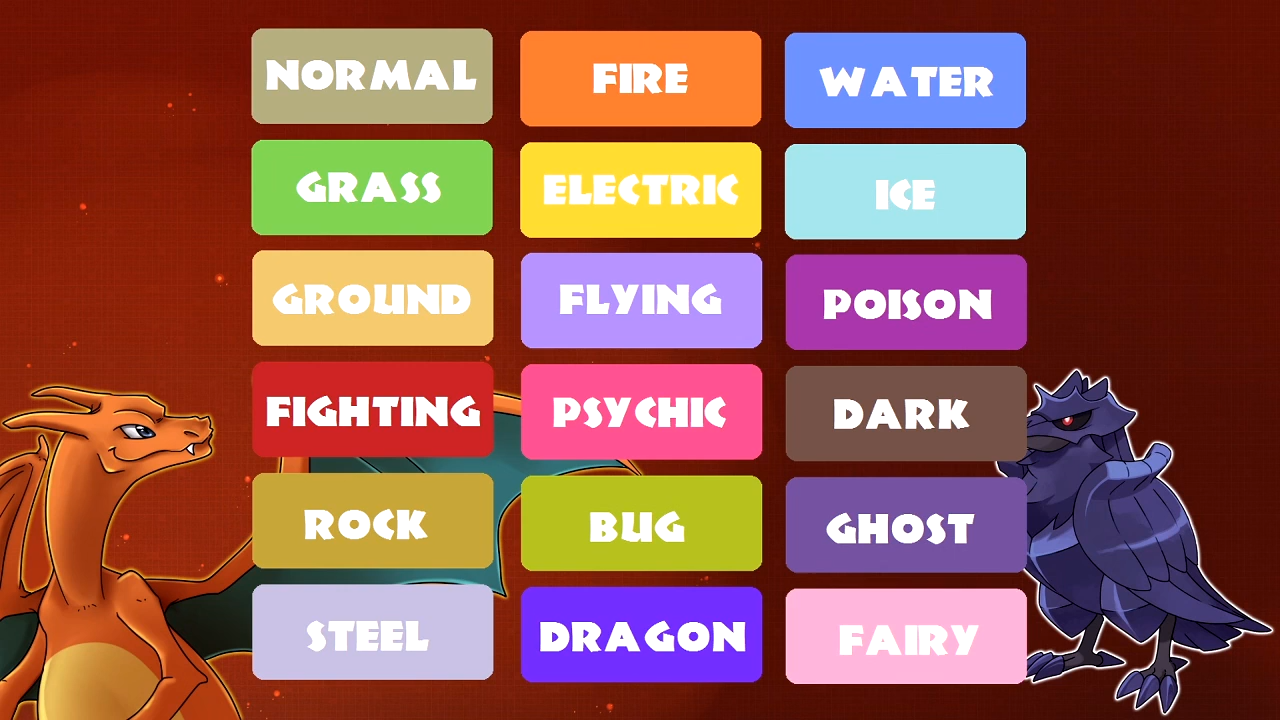 NORMAL
FIRE
WATER
GRASS
ELECTRIC
ICE
GROUND
FLYING
POISON
FIGHTING
PSYCHIC
DARK
ROCK
BUG
GHOST
STEEL
DRAGON
FAIRY